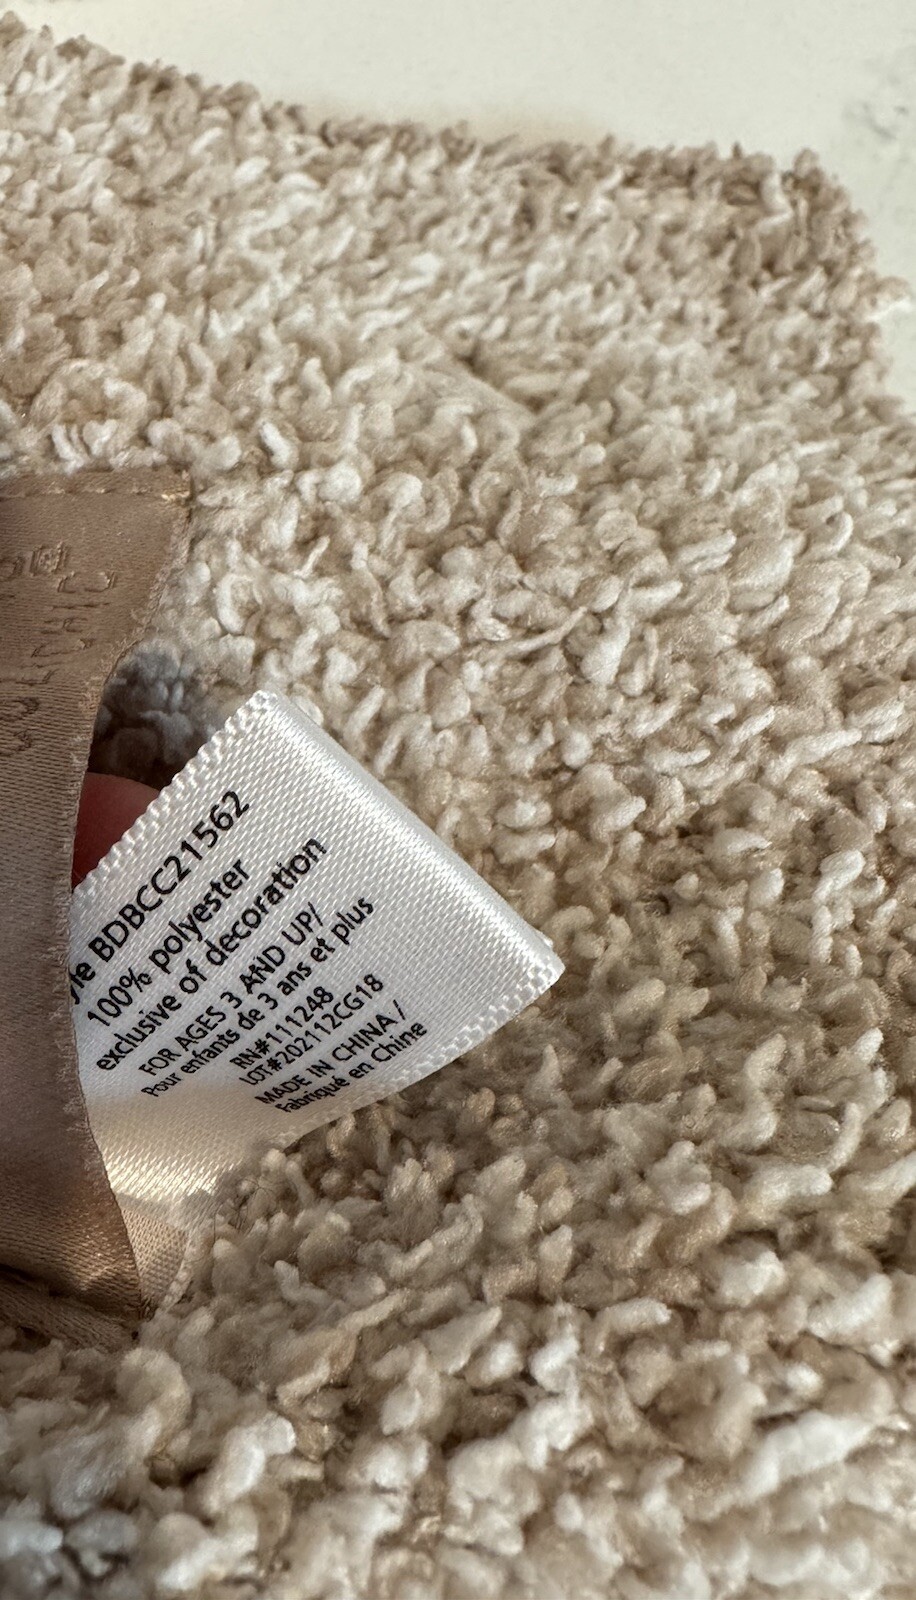 BDBCC21562
100% polyester
exclusive of decoration
FOR AGES 3 AND UP/
Pour enfants de 3 ans et plus
RN#111248
LOT#202112CG18
MADE IN CHINA /
Fabriqué en Chine